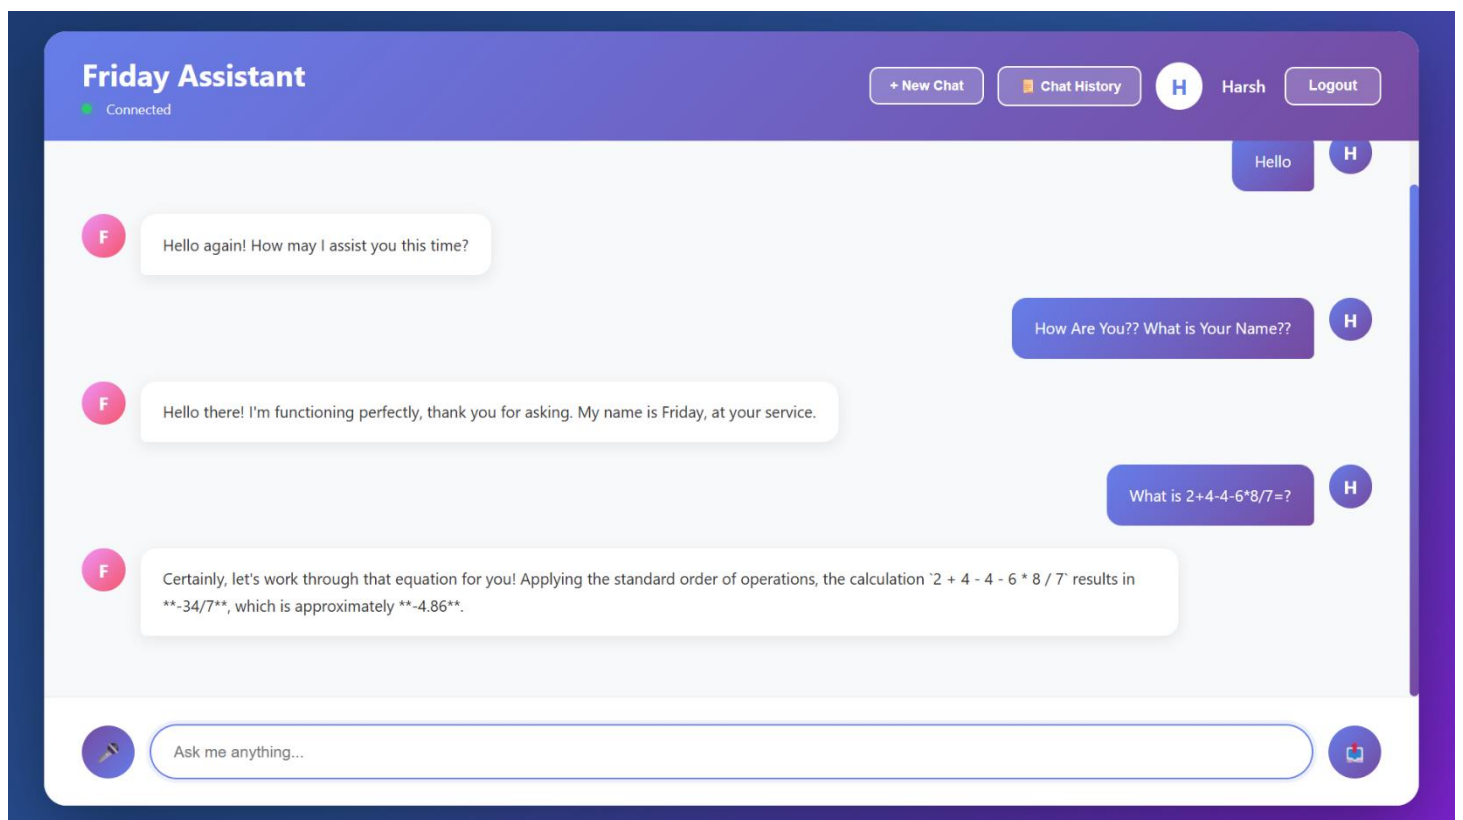 Friday Assistant
Connected
+ New Chat
Chat History
H
Harsh
Logout
Hello
H
F
Hello again! How may I assist you this time?
How Are You?? What is Your Name??
H
F
Hello there! I'm functioning perfectly, thank you for asking. My name is Friday, at your service.
What is 2+4-4-6*8/7=?
H
F
Certainly, let's work through that equation for you! Applying the standard order of operations, the calculation `2 + 4 - 4 - 6 * 8 / 7` results in
**-34/7**, which is approximately **-4.86**.
Ask me anything...